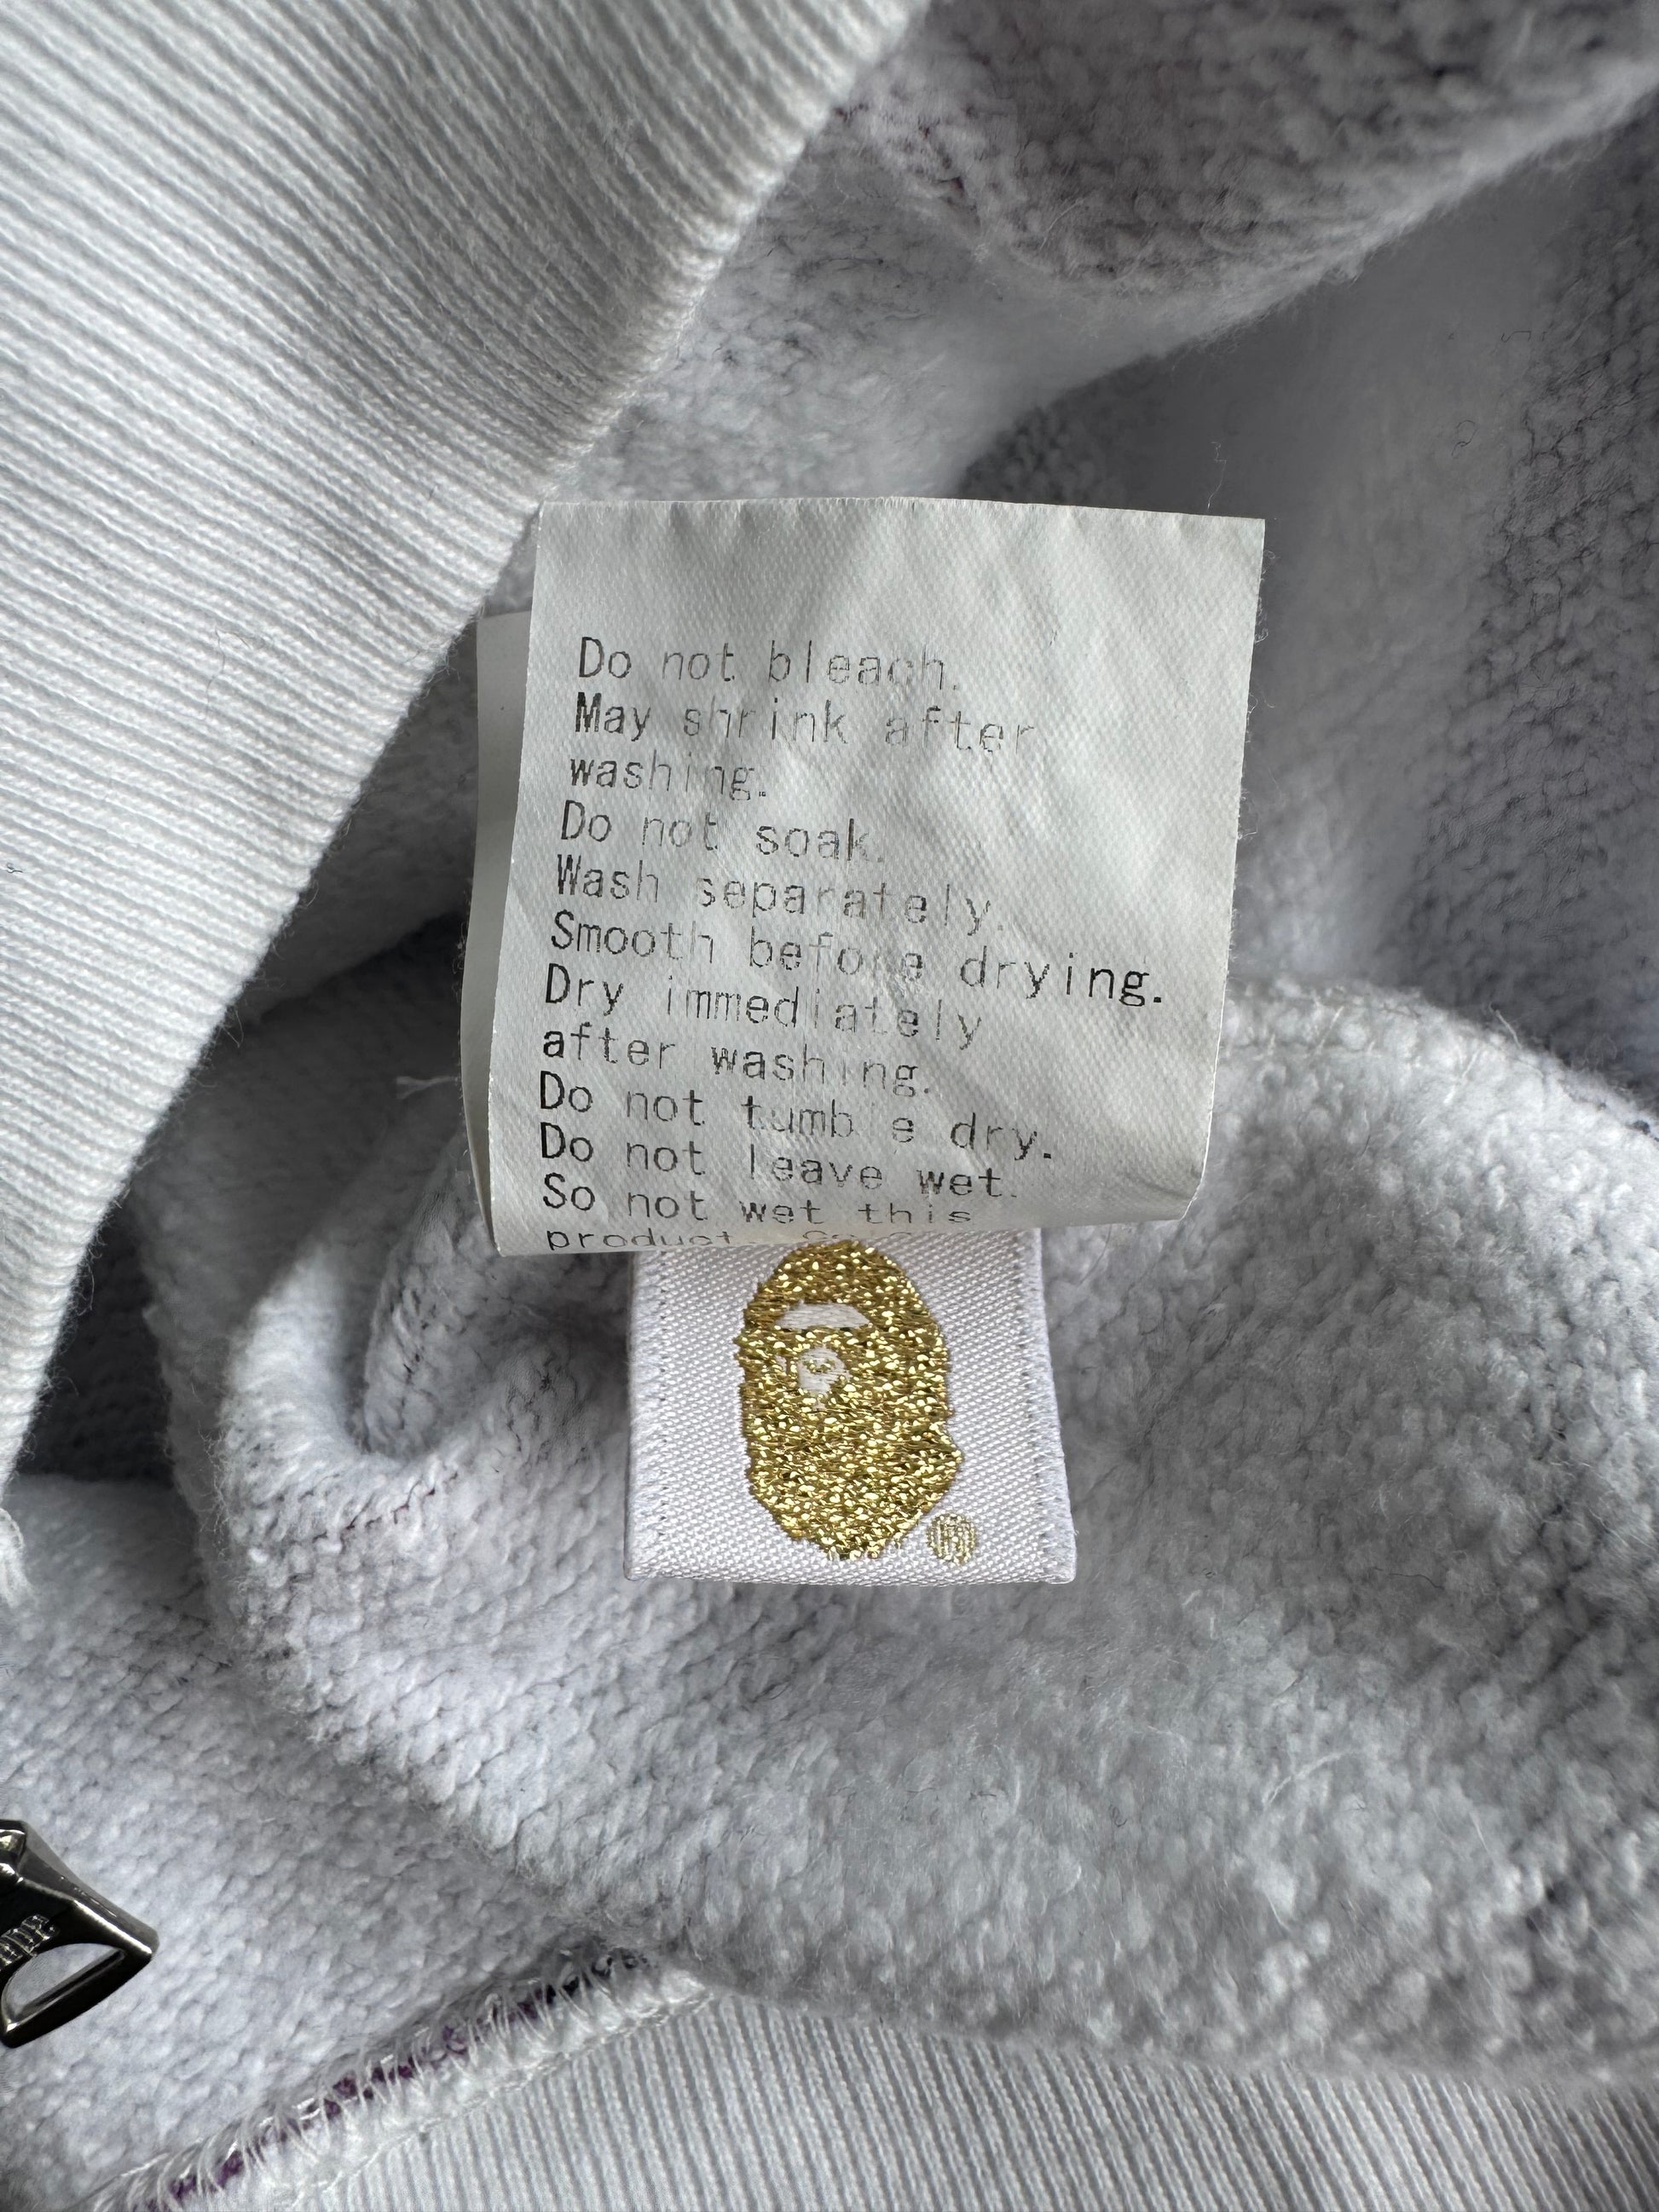 Do not bleach.
May shrink after
washing.
Do not soak.
Wash separately.
Smooth before drying.
Dry immediately
after washing.
Do not tumble dry.
Do not leave wet.
So not wet this
product.
®